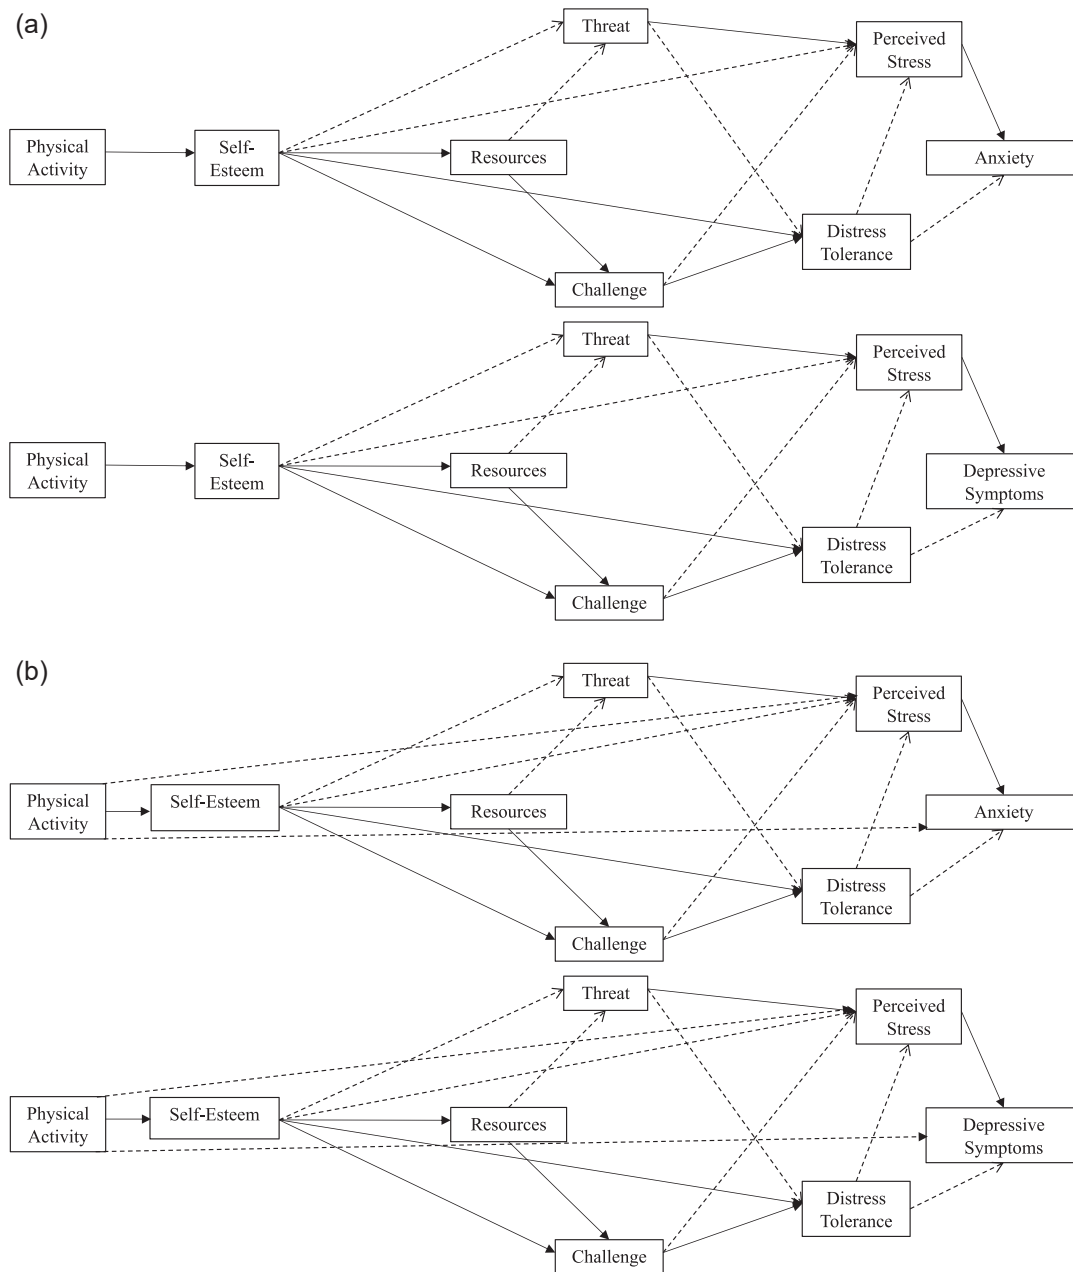 (a)
Threat
Perceived
Stress
Physical
Activity
Self-
Esteem
Resources
Anxiety
Distress
Tolerance
Challenge
Threat
Perceived
Stress
Physical
Activity
Self-
Esteem
Resources
Depressive
Symptoms
Distress
Tolerance
Challenge
(b)
Threat
Perceived
Stress
Physical
Activity
Self-Esteem
Resources
Anxiety
Distress
Tolerance
Challenge
Threat
Perceived
Stress
Physical
Activity
Self-Esteem
Resources
Depressive
Symptoms
Distress
Tolerance
Challenge